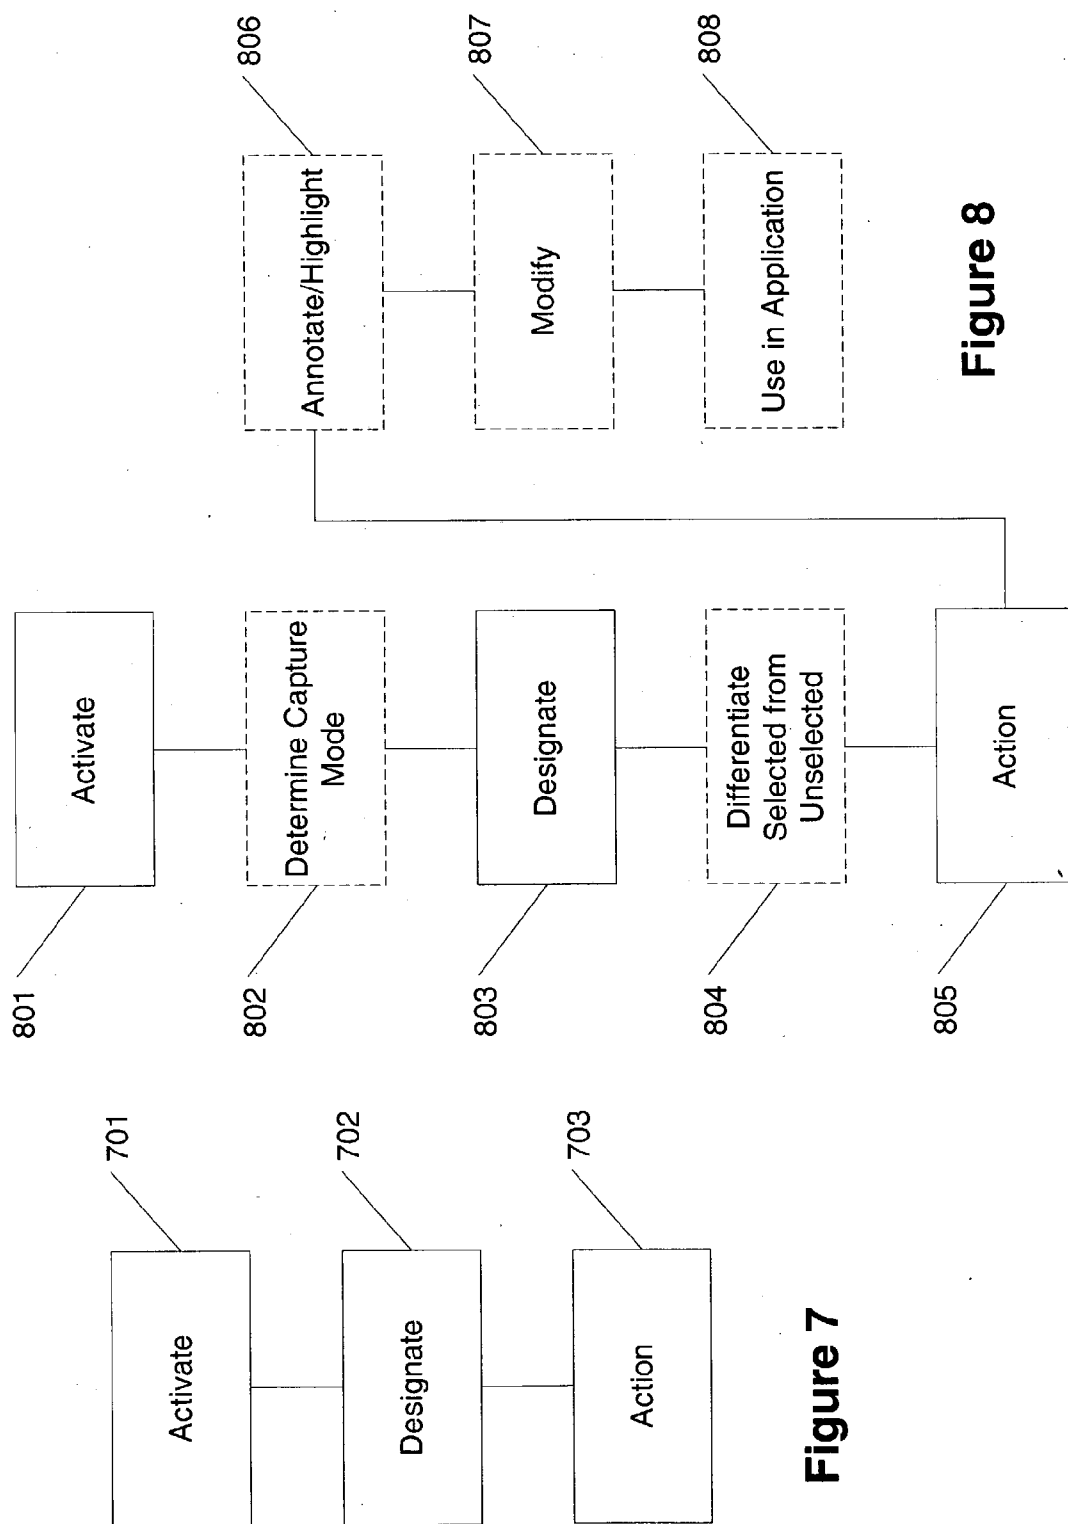 701
Activate
702
Designate
703
Action
Figure 7
801
Activate
802
Determine Capture
Mode
803
Designate
804
Differentiate
Selected from
Unselected
805
Action
806
Annotate/Highlight
807
Modify
808
Use in Application
Figure 8